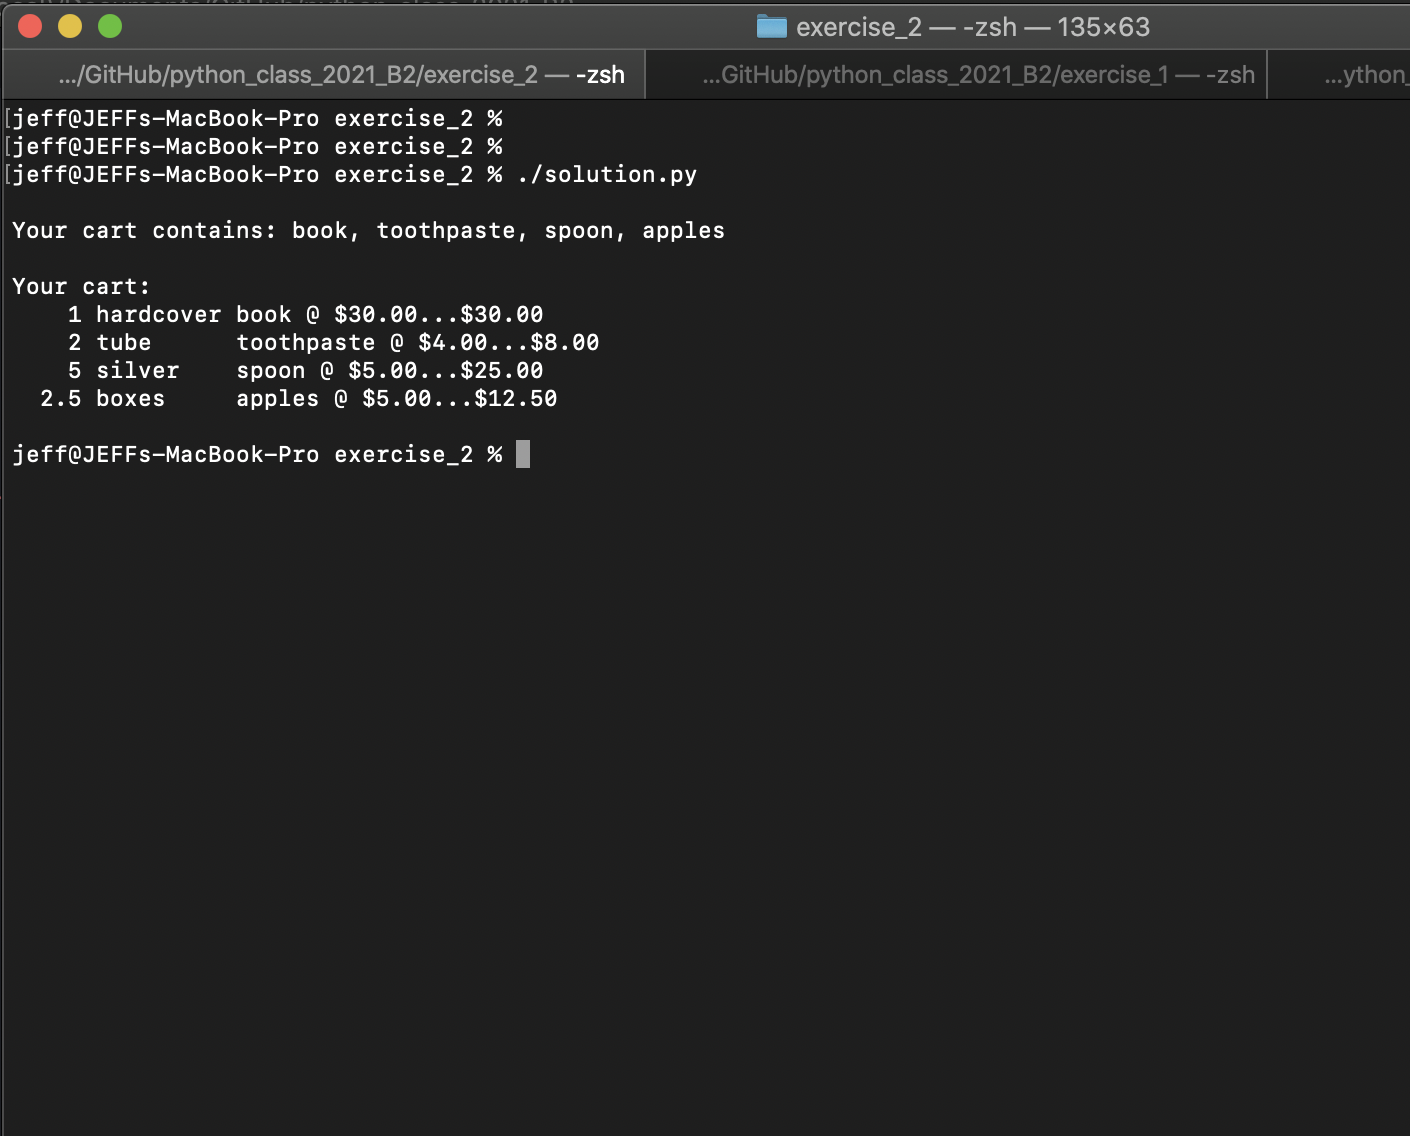 exercise_2 — -zsh — 135×63
.../GitHub/python_class_2021_B2/exercise_2 — -zsh
...GitHub/python_class_2021_B2/exercise_1 — -zsh
...ython_
[jeff@JEFFs-MacBook-Pro exercise_2 %
[jeff@JEFFs-MacBook-Pro exercise_2 %
[jeff@JEFFs-MacBook-Pro exercise_2 % ./solution.py
Your cart contains: book, toothpaste, spoon, apples
Your cart:
    1 hardcover book @ $30.00...$30.00
    2 tube      toothpaste @ $4.00...$8.00
    5 silver    spoon @ $5.00...$25.00
  2.5 boxes     apples @ $5.00...$12.50
jeff@JEFFs-MacBook-Pro exercise_2 %